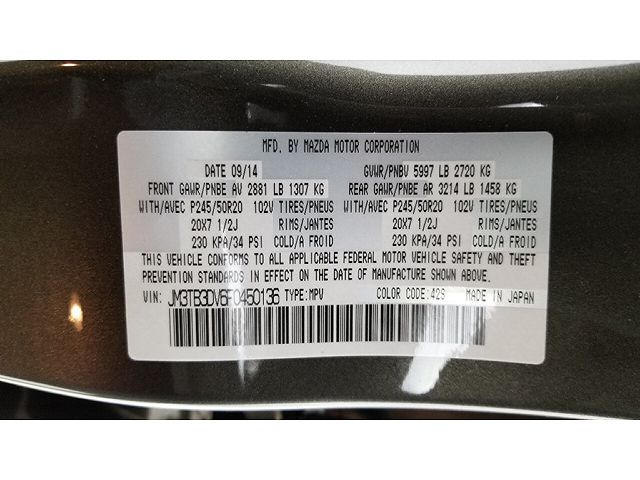 MFD. BY MAZDA MOTOR CORPORATION
DATE 09/14 GVWR/PNBV 5997 LB 2720 KG
FRONT GAWR/PNBE AV 2881 LB 1307 KG REAR GAWR/PNBE AR 3214 LB 1458 KG
WITH/AVEC P245/50R20 102V TIRES/PNEUS WITH/AVEC P245/50R20 102V TIRES/PNEUS
20X7 1/2J RIMS/JANTES 20X7 1/2J RIMS/JANTES
230 KPA/34 PSI COLD/A FROID 230 KPA/34 PSI COLD/A FROID
THIS VEHICLE CONFORMS TO ALL APPLICABLE FEDERAL MOTOR VEHICLE SAFETY AND THEFT
PREVENTION STANDARDS IN EFFECT ON THE DATE OF MANUFACTURE SHOWN ABOVE.
VIN: JM3TB3DV6F0450136 TYPE:MPV COLOR CODE:42S MADE IN JAPAN